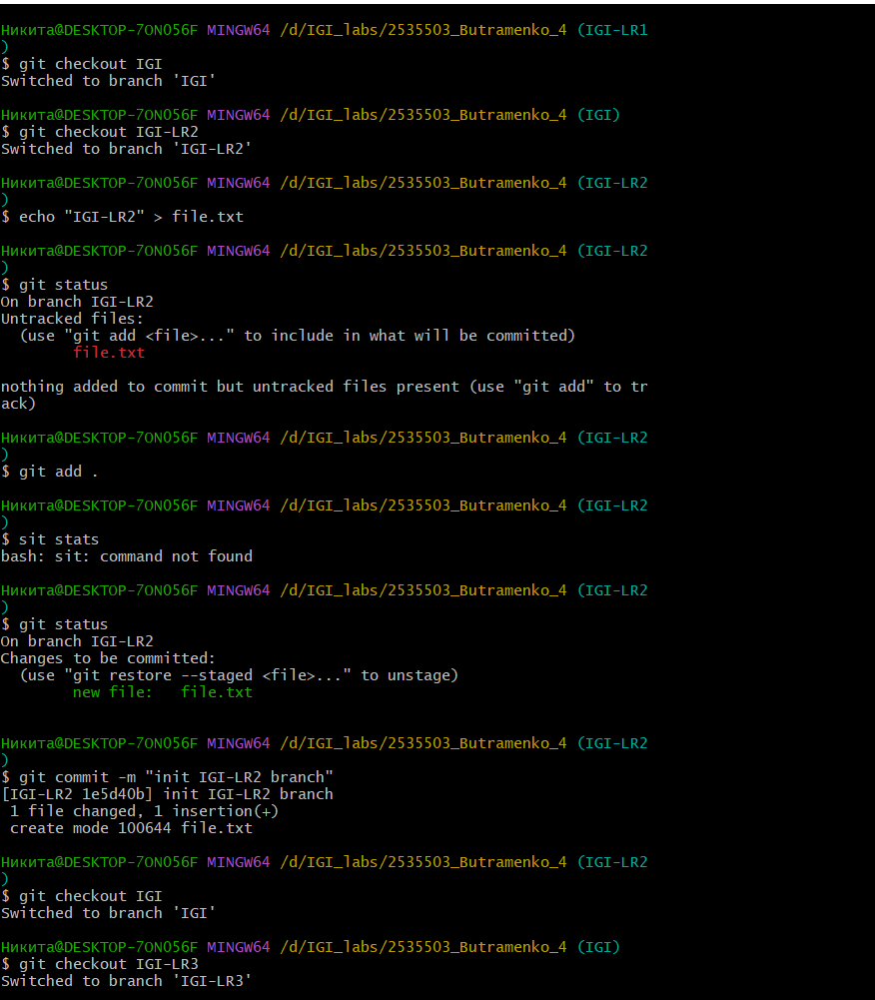 Никита@DESKTOP-7ONO56F MINGW64 /d/IGI_labs/2535503_Butramenko_4 (IGI-LR1
)
$ git checkout IGI
Switched to branch 'IGI'
Никита@DESKTOP-7ONO56F MINGW64 /d/IGI_labs/2535503_Butramenko_4 (IGI)
$ git checkout IGI-LR2
Switched to branch 'IGI-LR2'
Никита@DESKTOP-7ONO56F MINGW64 /d/IGI_labs/2535503_Butramenko_4 (IGI-LR2
)
$ echo "IGI-LR2" > file.txt
Никита@DESKTOP-7ONO56F MINGW64 /d/IGI_labs/2535503_Butramenko_4 (IGI-LR2
)
$ git status
On branch IGI-LR2
Untracked files:
  (use "git add <file>..." to include in what will be committed)
        file.txt
nothing added to commit but untracked files present (use "git add" to tr
ack)
Никита@DESKTOP-7ONO56F MINGW64 /d/IGI_labs/2535503_Butramenko_4 (IGI-LR2
)
$ git add .
Никита@DESKTOP-7ONO56F MINGW64 /d/IGI_labs/2535503_Butramenko_4 (IGI-LR2
)
$ sit stats
bash: sit: command not found
Никита@DESKTOP-7ONO56F MINGW64 /d/IGI_labs/2535503_Butramenko_4 (IGI-LR2
)
$ git status
On branch IGI-LR2
Changes to be committed:
  (use "git restore --staged <file>..." to unstage)
        new file:   file.txt
Никита@DESKTOP-7ONO56F MINGW64 /d/IGI_labs/2535503_Butramenko_4 (IGI-LR2
)
$ git commit -m "init IGI-LR2 branch"
[IGI-LR2 1e5d40b] init IGI-LR2 branch
 1 file changed, 1 insertion(+)
 create mode 100644 file.txt
Никита@DESKTOP-7ONO56F MINGW64 /d/IGI_labs/2535503_Butramenko_4 (IGI-LR2
)
$ git checkout IGI
Switched to branch 'IGI'
Никита@DESKTOP-7ONO56F MINGW64 /d/IGI_labs/2535503_Butramenko_4 (IGI)
$ git checkout IGI-LR3
Switched to branch 'IGI-LR3'